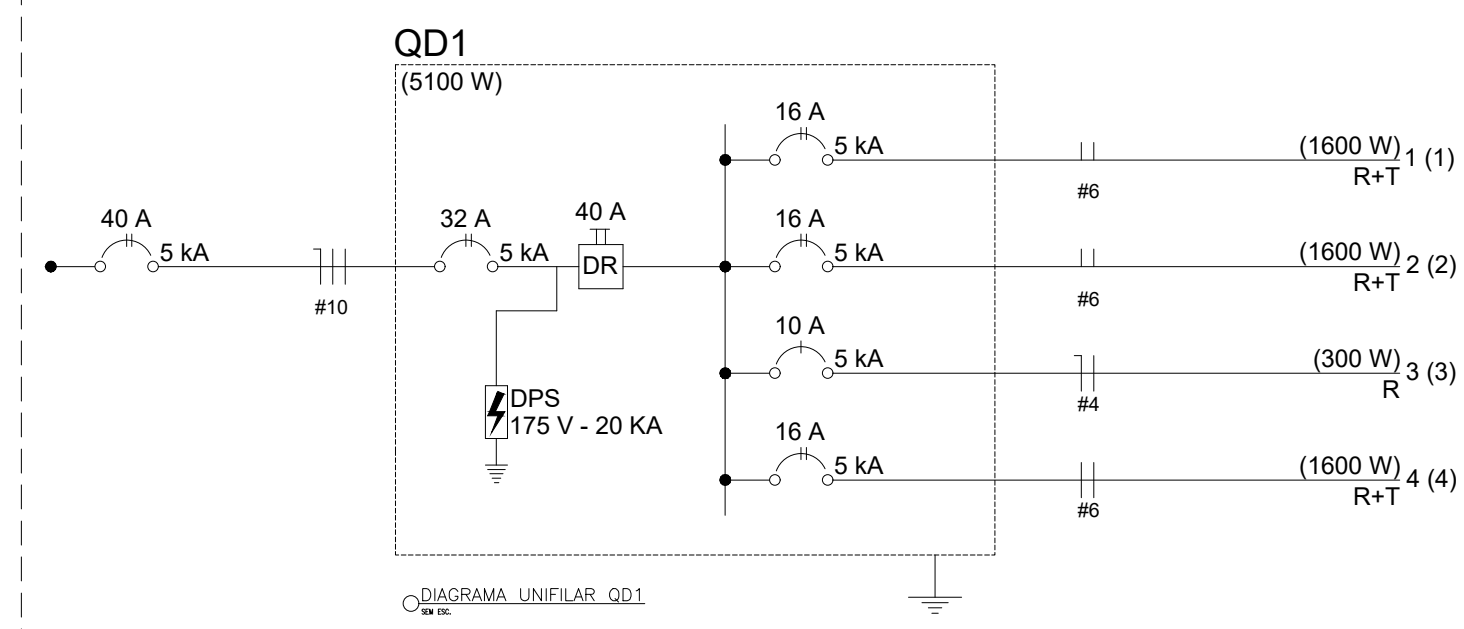 QD1
(5100 W)
40 A
5 kA
#10
32 A
5 kA
40 A
DR
DPS
175 V - 20 KA
16 A
5 kA
#6
(1600 W)
R+T
1 (1)
16 A
5 kA
#6
(1600 W)
R+T
2 (2)
10 A
5 kA
#4
(300 W)
R
3 (3)
16 A
5 kA
#6
(1600 W)
R+T
4 (4)
DIAGRAMA UNIFILAR QD1
SEM ESC.